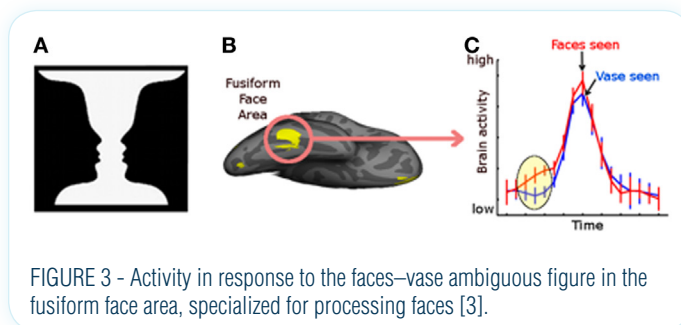 A
B
C
Fusiform
Face
Area
Faces seen
high
Vase seen
Brain activity
low
Time
FIGURE 3 - Activity in response to the faces–vase ambiguous figure in the
fusiform face area, specialized for processing faces [3].